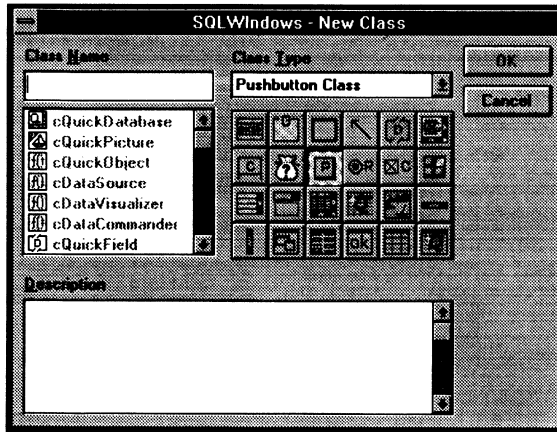 SQLWindows - New Class
Class Name
Class Type
OK
Pushbutton Class
Cancel
cQuickDatabase
cQuickPicture
cQuickObject
cDataSource
cDataVisualizer
cDataCommander
cQuickField
f()
f()
f()
f()
C
P
R
C
ok
Description